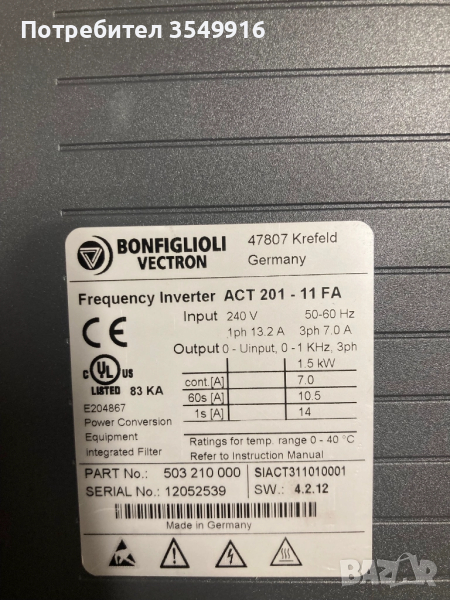 Потребител 3549916
BONFIGLIOLI
VECTRON
47807 Krefeld
Germany
Frequency Inverter ACT 201 - 11 FA
Input 240 V 50-60 Hz
1ph 13.2 A 3ph 7.0 A
Output 0 - Uinput, 0 - 1 KHz, 3ph
1.5 kW
cont.[A] 7.0
60s [A] 10.5
1s [A] 14
CE
c UL us
LISTED 83 KA
E204867
Power Conversion
Equipment
integrated Filter
Ratings for temp. range 0 - 40 °C
Refer to Instruction Manual
PART No.: 503 210 000 SIACT311010001
SERIAL No.: 12052539 SW.: 4.2.12
Made in Germany
BAZAR